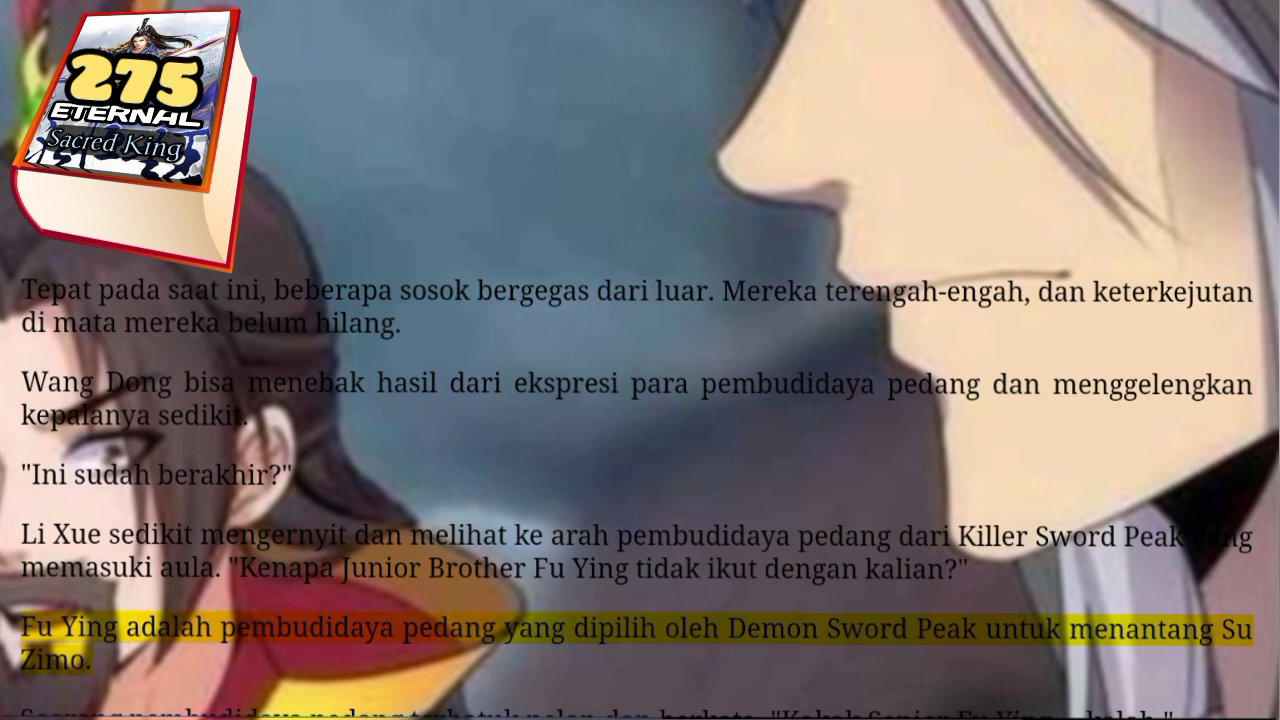 275
ETERNAL
Sacred King
Tepat pada saat ini, beberapa sosok bergegas dari luar. Mereka terengah-engah, dan keterkejutan
di mata mereka belum hilang.
Wang Dong bisa menebak hasil dari ekspresi para pembudidaya pedang dan menggelengkan
kepalanya sedikit.
"Ini sudah berakhir?"
Li Xue sedikit mengernyit dan melihat ke arah pembudidaya pedang dari Killer Sword Peak yang
memasuki aula. "Kenapa Junior Brother Fu Ying tidak ikut dengan kalian?"
Fu Ying adalah pembudidaya pedang yang dipilih oleh Demon Sword Peak untuk menantang Su
Zimo.